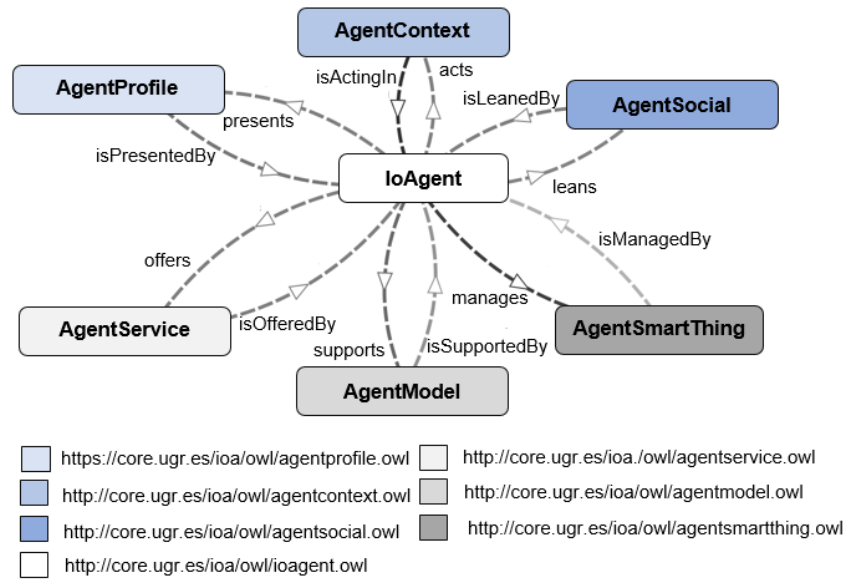 AgentContext
isActingIn
acts
AgentProfile
isLeanedBy
AgentSocial
presents
isPresentedBy
IoAgent
leans
isManagedBy
offers
manages
AgentService
isOfferedBy
AgentSmartThing
supports
isSupportedBy
AgentModel
https://core.ugr.es/ioa/owl/agentprofile.owl
http://core.ugr.es/ioa./owl/agentservice.owl
http://core.ugr.es/ioa/owl/agentcontext.owl
http://core.ugr.es/ioa/owl/agentmodel.owl
http://core.ugr.es/ioa/owl/agentsocial.owl
http://core.ugr.es/ioa/owl/agentsmartthing.owl
http://core.ugr.es/ioa/owl/ioagent.owl